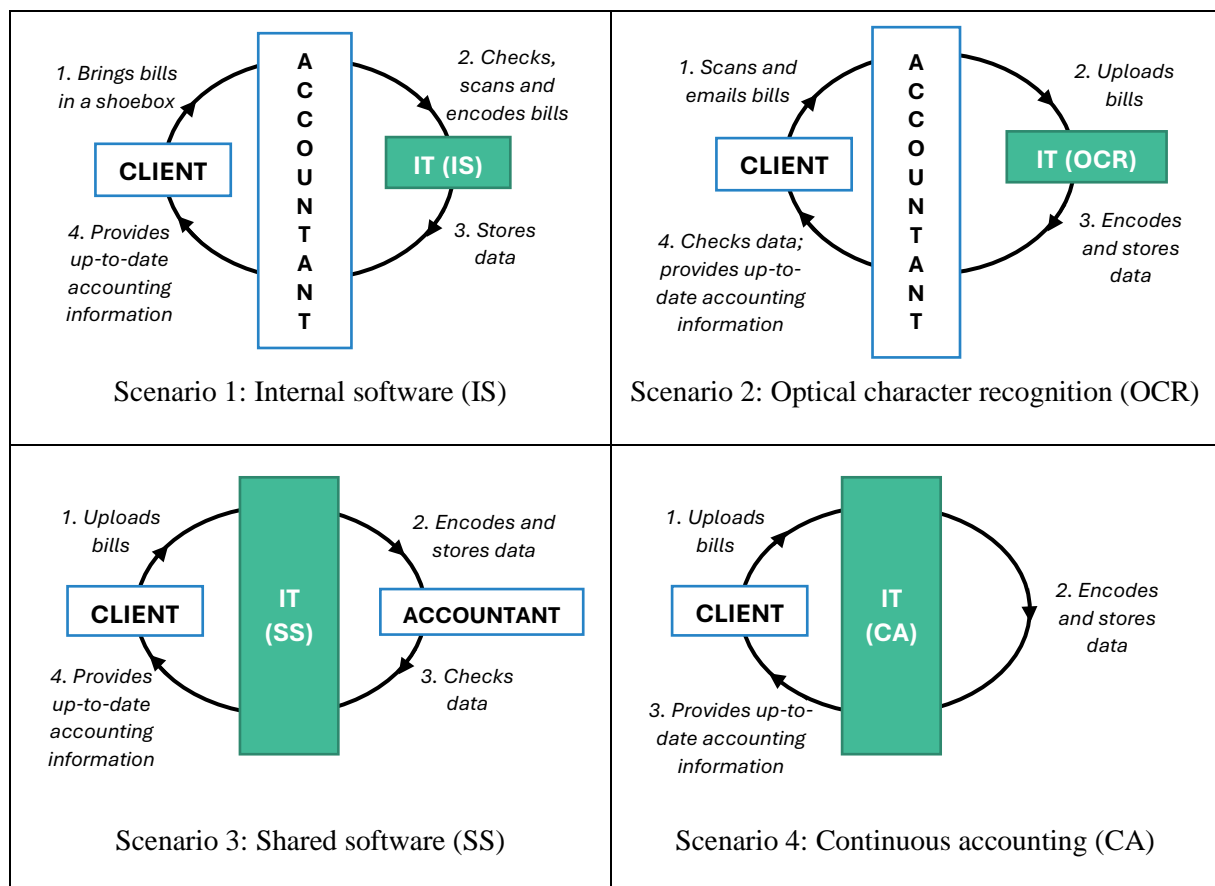 1. Brings bills
in a shoebox
A
C
C
O
U
N
T
A
N
T
2. Checks,
scans and
encodes bills
CLIENT
IT (IS)
4. Provides
up-to-date
accounting
information
3. Stores
data
Scenario 1: Internal software (IS)
1. Scans and
emails bills
A
C
C
O
U
N
T
A
N
T
2. Uploads
bills
CLIENT
IT (OCR)
4. Checks data;
provides up-to-
date accounting
information
3. Encodes
and stores
data
Scenario 2: Optical character recognition (OCR)
1. Uploads
bills
IT
(SS)
2. Encodes and
stores data
CLIENT
ACCOUNTANT
4. Provides
up-to-date
accounting
information
3. Checks
data
Scenario 3: Shared software (SS)
1. Uploads
bills
IT
(CA)
CLIENT
2. Encodes
and stores
data
3. Provides up-to-
date accounting
information
Scenario 4: Continuous accounting (CA)